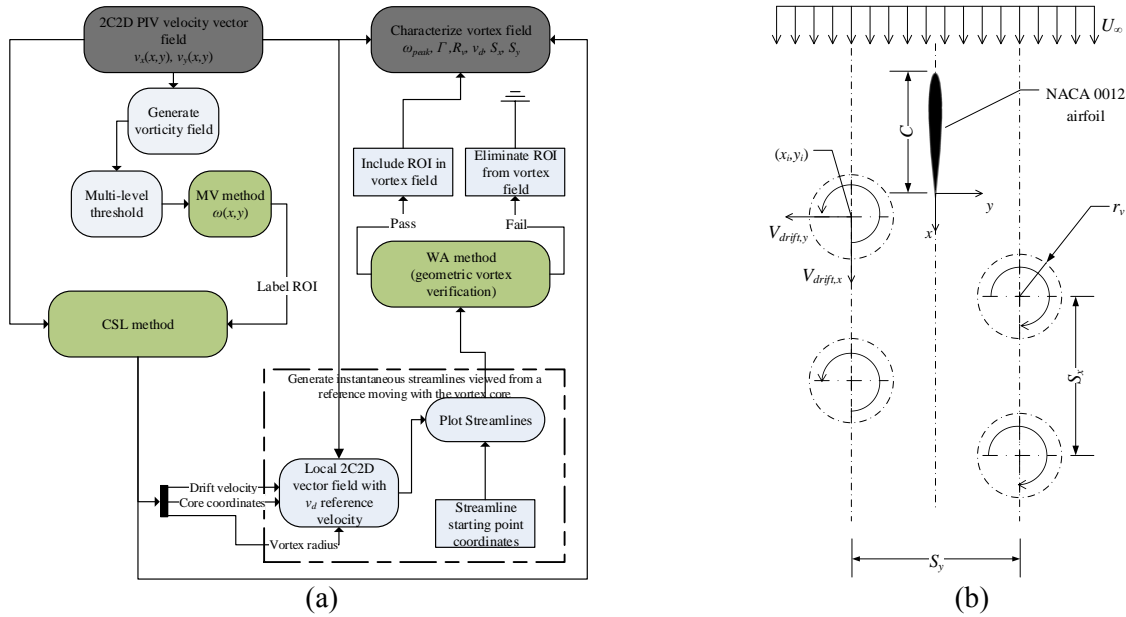 2C2D PIV velocity vector
field
vx(x,y), vy(x,y)
Characterize vortex field
ωpeak, Γ ,Rv, vd, Sx, Sy
Generate
vorticity field
Multi-level
threshold
MV method
ω(x,y)
Include ROI in
vortex field
Eliminate ROI
from vortex
field
Pass
Fail
WA method
(geometric vortex
verification)
Label ROI
CSL method
Generate instantaneous streamlines viewed from a
reference moving with the vortex core
Plot Streamlines
Local 2C2D
vector field with
vd reference
velocity
Drift velocity
Core coordinates
Vortex radius
Streamline
starting point
coordinates
(a)
U∞
NACA 0012
airfoil
C
(xi,yi)
y
x
rv
Vdrift,y
Vdrift,x
Sx
Sy
(b)